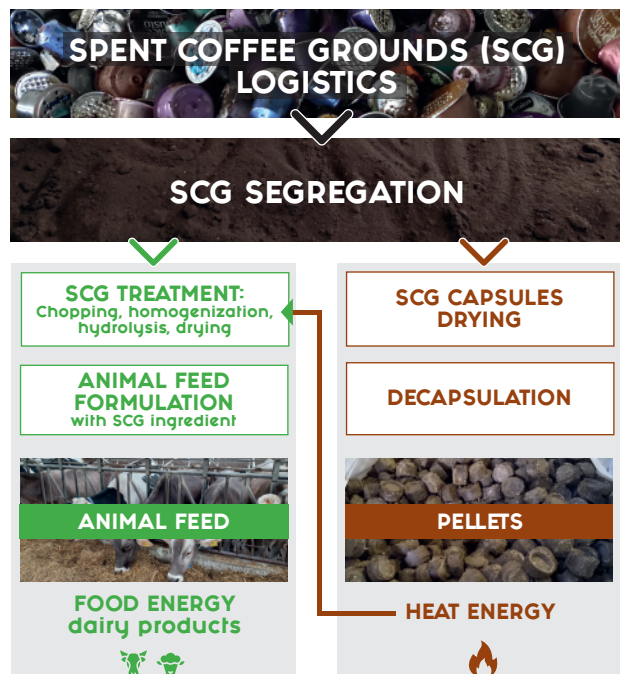 SPENT COFFEE GROUNDS (SCG)
LOGISTICS
SCG SEGREGATION
SCG TREATMENT:
Chopping, homogenization,
hydrolysis, drying
ANIMAL FEED
FORMULATION
with SCG ingredient
ANIMAL FEED
FOOD ENERGY
dairy products
SCG CAPSULES
DRYING
DECAPSULATION
PELLETS
HEAT ENERGY